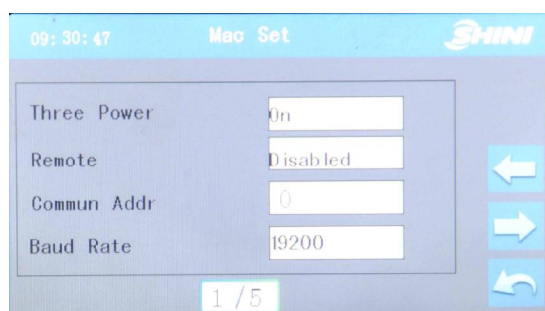 09:30:47 Mac Set SHINI
Three Power On
Remote Disabled
Commun Addr 0
Baud Rate 19200
1 /5